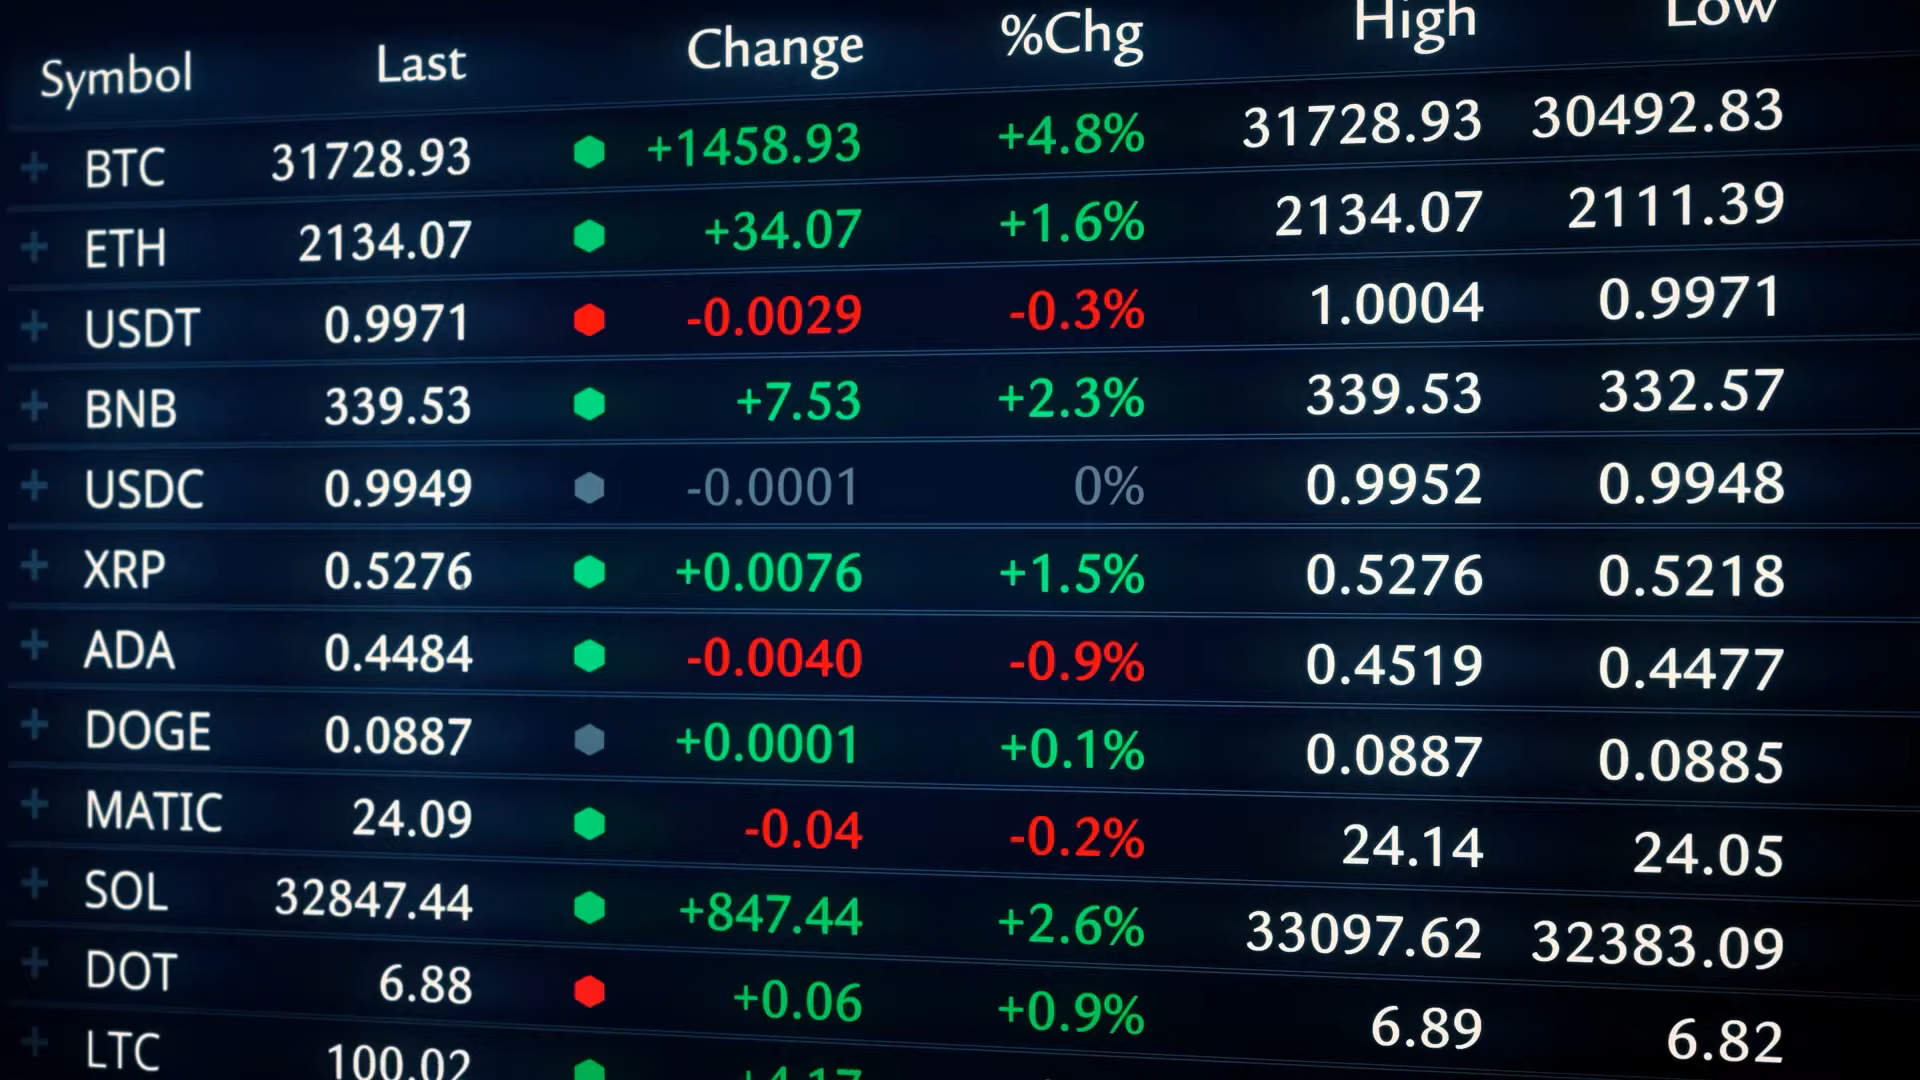 Symbol Last Change %Chg High Low
BTC 31728.93 +1458.93 +4.8% 31728.93 30492.83
ETH 2134.07 +34.07 +1.6% 2134.07 2111.39
USDT 0.9971 -0.0029 -0.3% 1.0004 0.9971
BNB 339.53 +7.53 +2.3% 339.53 332.57
USDC 0.9949 -0.0001 0% 0.9952 0.9948
XRP 0.5276 +0.0076 +1.5% 0.5276 0.5218
ADA 0.4484 -0.0040 -0.9% 0.4519 0.4477
DOGE 0.0887 +0.0001 +0.1% 0.0887 0.0885
MATIC 24.09 -0.04 -0.2% 24.14 24.05
SOL 32847.44 +847.44 +2.6% 33097.62 32383.09
DOT 6.88 +0.06 +0.9% 6.89 6.82
LTC 100.02 +4.17